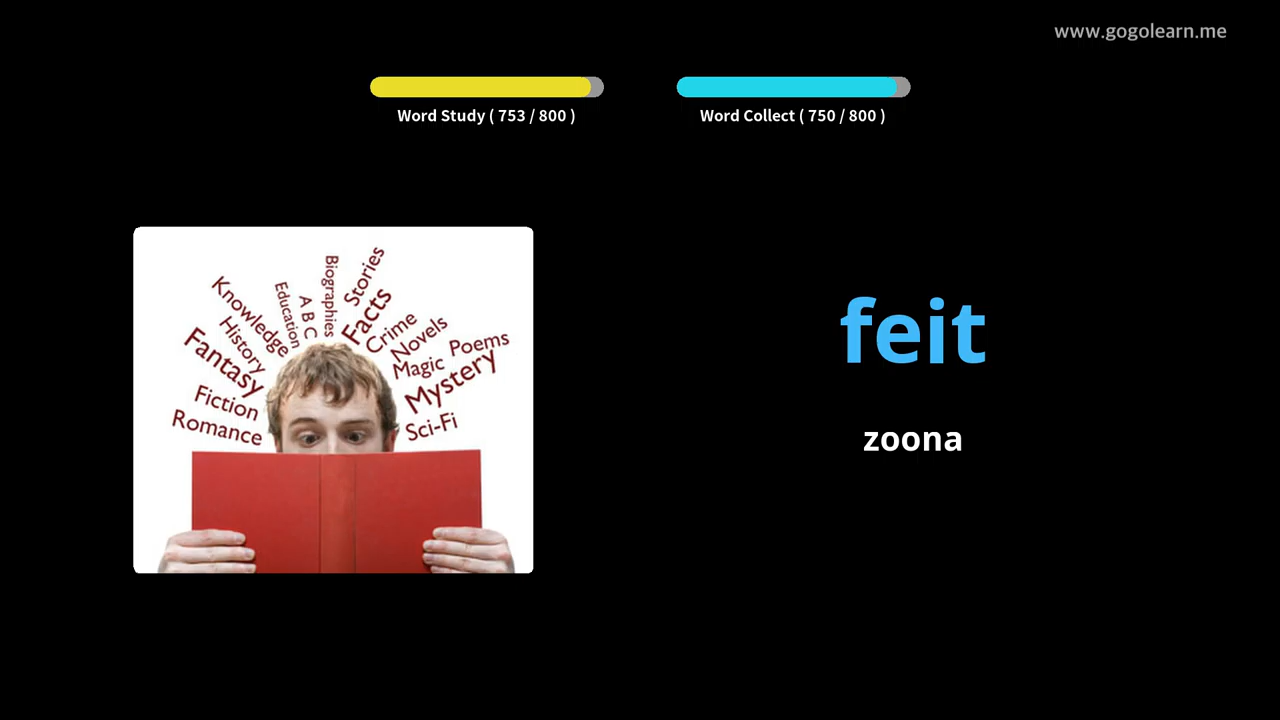 www.gogolearn.me
Word Study ( 753 / 800 )
Word Collect ( 750 / 800 )
Biographies
Stories
Education
A B C
Facts
Knowledge
Crime
History
Novels
Fantasy
Magic
Poems
Mystery
Fiction
Sci-Fi
Romance
feit
zoona